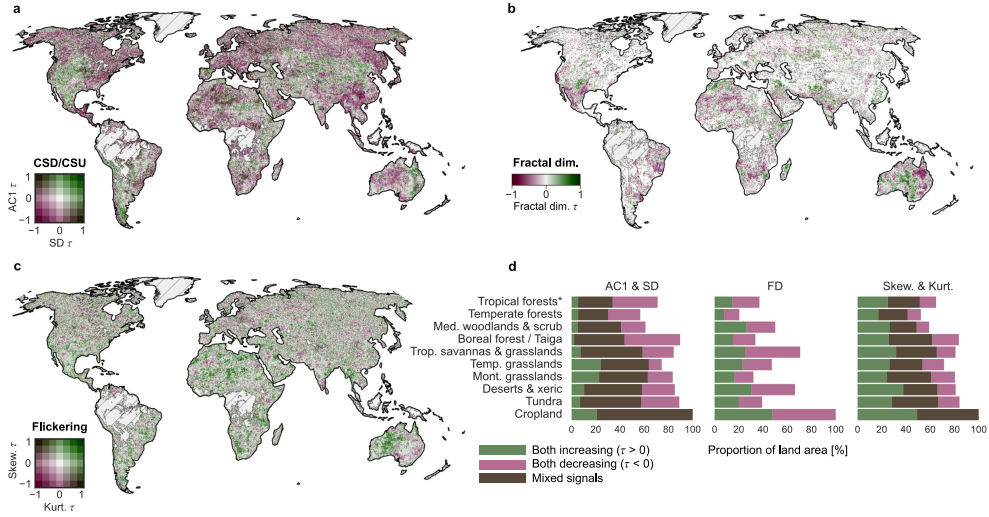 a
b
CSD/CSU
AC1 τ
1
0
−1
−1 0 1
SD τ
Fractal dim.
−1 0 1
Fractal dim. τ
c
d
Flickering
Skew. τ
1
0
−1
−1 0 1
Kurt. τ
AC1 & SD
FD
Skew. & Kurt.
Tropical forests*
Temperate forests
Med. woodlands & scrub
Boreal forest / Taiga
Trop. savannas & grasslands
Temp. grasslands
Mont. grasslands
Deserts & xeric
Tundra
Cropland
0 20 40 60 80 100
0 20 40 60 80 100
0 20 40 60 80 100
Proportion of land area [%]
Both increasing (τ > 0)
Both decreasing (τ < 0)
Mixed signals